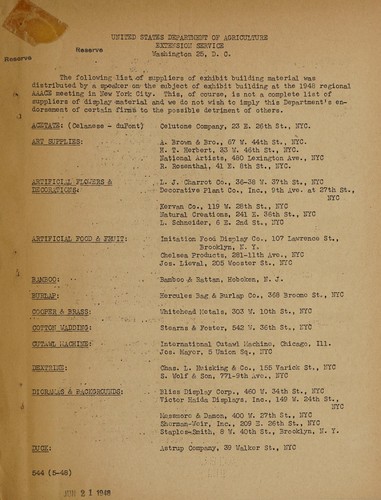 UNITED STATES DEPARTMENT OF AGRICULTURE
EXTENSION SERVICE
Washington 25, D. C.
Reserve
Reserve
The following list of suppliers of exhibit building material was
distributed by a speaker on the subject of exhibit building at the 1948 regional
AAACE meeting in New York City. This, of course, is not a complete list of
suppliers of display material and we do not wish to imply this Department's en-
dorsement of certain firms to the possible detriment of others.
ACETATE: (Celanese - duPont) Celutone Company, 23 E. 26th St., NYC.
ART SUPPLIES: A. Brown & Bro., 67 W. 44th St., NYC.
H. T. Herbert, 33 W. 46th St., NYC.
National Artists, 480 Lexington Ave., NYC
R. Rosenthal, 41 E. 8th St., NYC.
ARTIFICIAL FLOWERS & L. J. Charrot Co., 36-38 W. 37th St., NYC
DECORATIONS: Decorative Plant Co., Inc., 9th Ave. at 27th St.,
NYC
Kervan Co., 119 W. 28th St., NYC
Natural Creations, 241 E. 36th St., NYC
L. Schneider, 6 E. 2nd St., NYC
ARTIFICIAL FOOD & FRUIT: Imitation Food Display Co., 107 Lawrence St.,
Brooklyn, N. Y.
Chelsea Products, 281-11th Ave., NYC
Jos. Lieval, 205 Wooster St., NYC
BAMBOO: Bamboo & Rattan, Hoboken, N. J.
BURLAP: Hercules Bag & Burlap Co., 368 Broome St., NYC
COOPER & BRASS: Whitehead Metals, 303 W. 10th St., NYC
COTTON WADDING: Stearns & Foster, 542 W. 36th St., NYC
CUTAWL MACHINE: International Cutawl Machine, Chicago, Ill.
Jos. Mayer, 5 Union Sq., NYC
DEXTRINE: Chas. L. Huisking & Co., 155 Varick St., NYC
S. Wolf & Son, 771-9th Ave., NYC
DIORAMAS & BACKGROUNDS: Bliss Display Corp., 460 W. 34th St., NYC
Victor Haida Displays, Inc., 149 W. 24th St.,
NYC
Messmore & Damon, 400 W. 27th St., NYC
Sherman-Weir, Inc., 209 E. 26th St., NYC
Staples-Smith, 8 W. 40th St., Brooklyn, N. Y.
DUCK: Astrup Company, 39 Walker St., NYC
544 (5-48)
JUN 21 1948